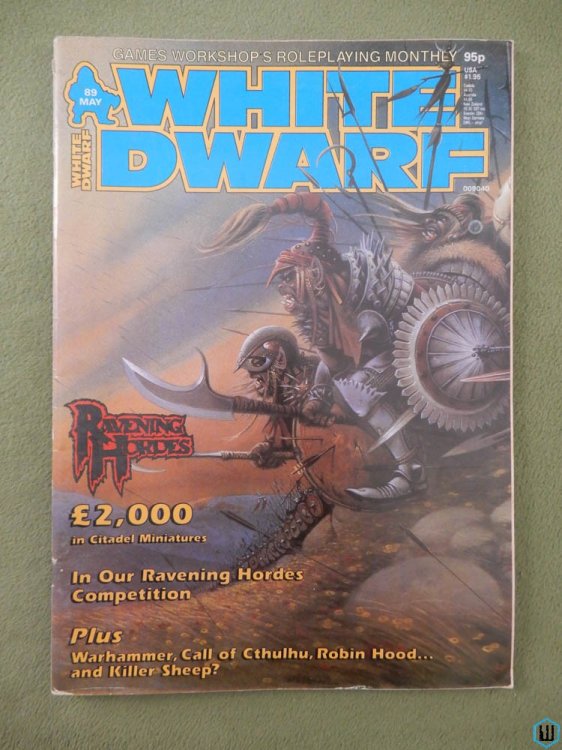 GAMES WORKSHOP'S ROLEPLAYING MONTHLY 95p
89
MAY
WHITE
DWARF
WHITE
DWARF
USA
$1.95
009040
RAVENING
HORDES
£2,000
in Citadel Miniatures
In Our Ravening Hordes
Competition
Plus
Warhammer, Call of Cthulhu, Robin Hood...
and Killer Sheep?